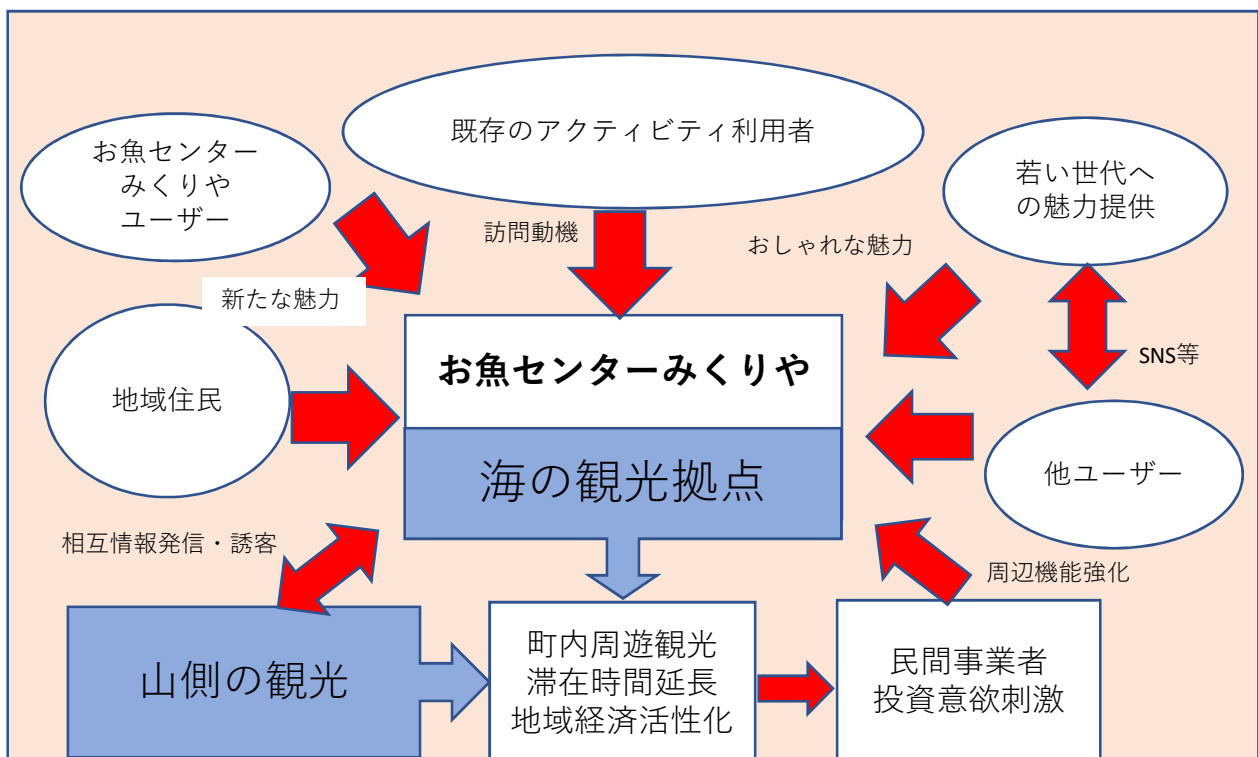 既存のアクティビティ利用者
お魚センター
みくりや
ユーザー
若い世代へ
の魅力提供
訪問動機
おしゃれな魅力
新たな魅力
お魚センターみくりや
SNS等
地域住民
海の観光拠点
他ユーザー
相互情報発信・誘客
周辺機能強化
山側の観光
町内周遊観光
滞在時間延長
地域経済活性化
民間事業者
投資意欲刺激